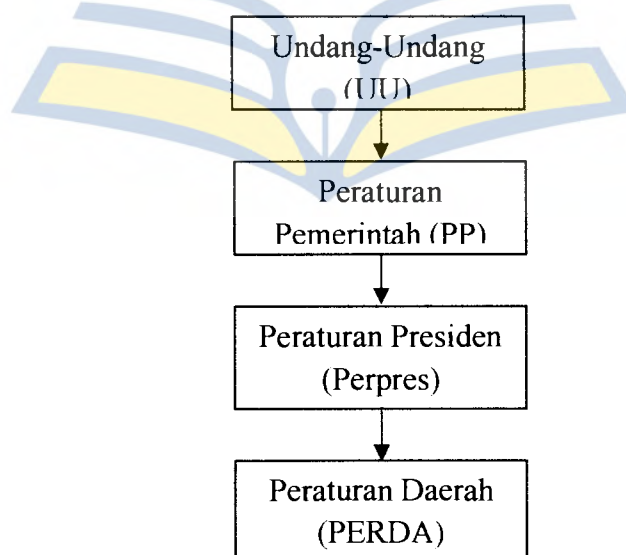 Undang-Undang
(UU)
Peraturan
Pemerintah (PP)
Peraturan Presiden
(Perpres)
Peraturan Daerah
(PERDA)